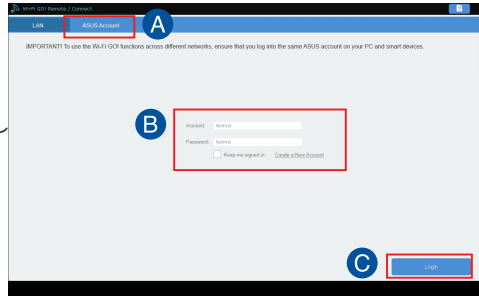 Wi-Fi GO! Remote / Connect
?
LAN
ASUS Account
A
IMPORTANT! To use the Wi-Fi GO! functions across different networks, ensure that you log into the same ASUS account on your PC and smart devices.
B
Account: Normal
Password: Normal
Keep me signed in Create a New Account
C
Login